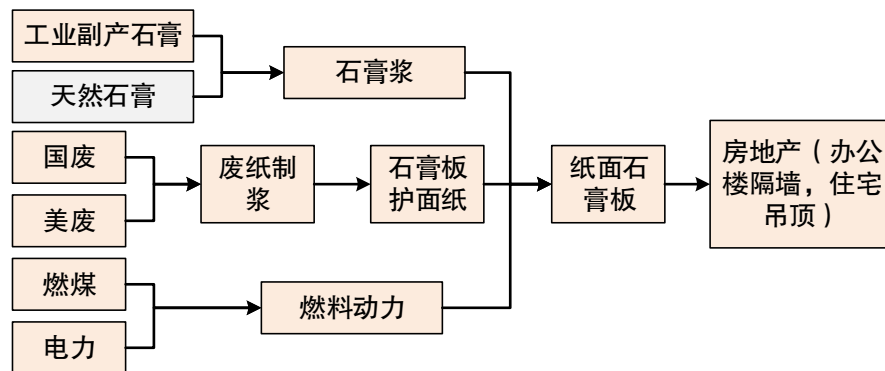 工业副产石膏
天然石膏
石膏浆
国废
美废
废纸制
浆
石膏板
护面纸
纸面石
膏板
房地产（办公
楼隔墙，住宅
吊顶）
燃煤
电力
燃料动力